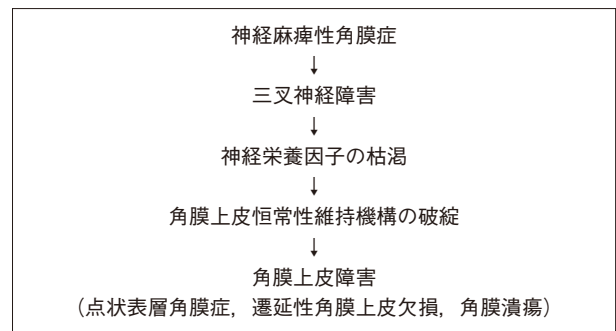 神経麻痺性角膜症
↓
三叉神経障害
↓
神経栄養因子の枯渇
↓
角膜上皮恒常性維持機構の破綻
↓
角膜上皮障害
（点状表層角膜症，遷延性角膜上皮欠損，角膜潰瘍）